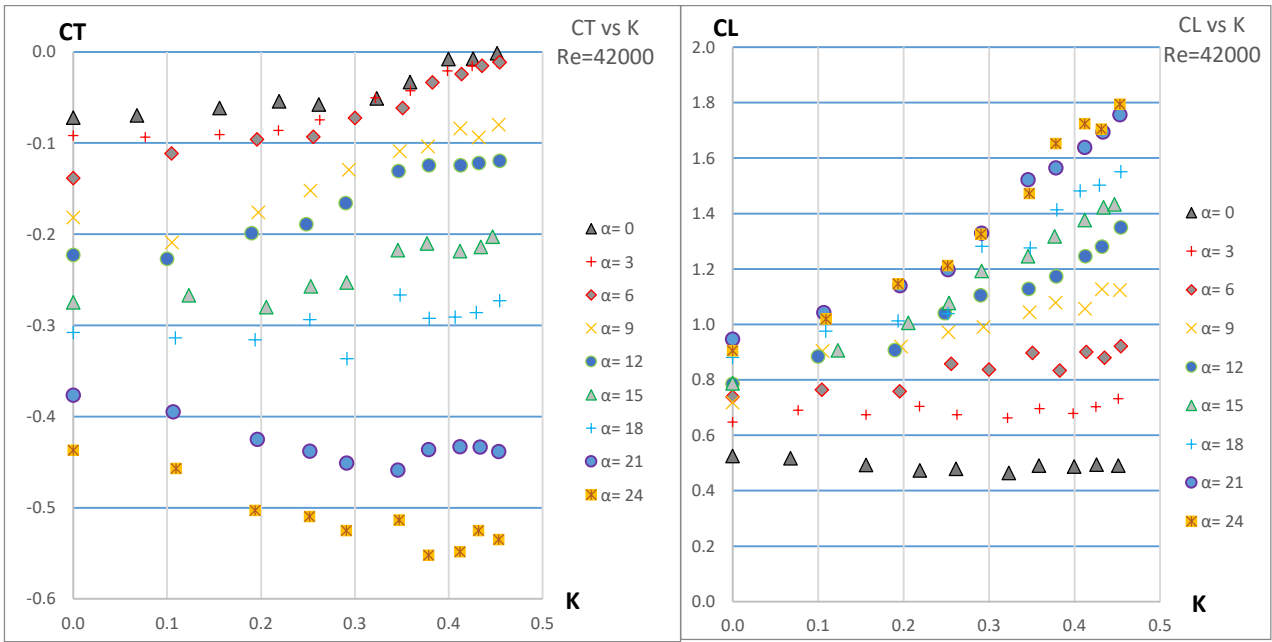 CT
CT vs K
Re=42000
0.0
-0.1
-0.2
-0.3
-0.4
-0.5
-0.6
0.0 0.1 0.2 0.3 0.4 0.5
K
α= 0
α= 3
α= 6
α= 9
α= 12
α= 15
α= 18
α= 21
α= 24
CL
CL vs K
Re=42000
2.0
1.8
1.6
1.4
1.2
1.0
0.8
0.6
0.4
0.2
0.0
0.0 0.1 0.2 0.3 0.4 0.5
K
α= 0
α= 3
α= 6
α= 9
α= 12
α= 15
α= 18
α= 21
α= 24